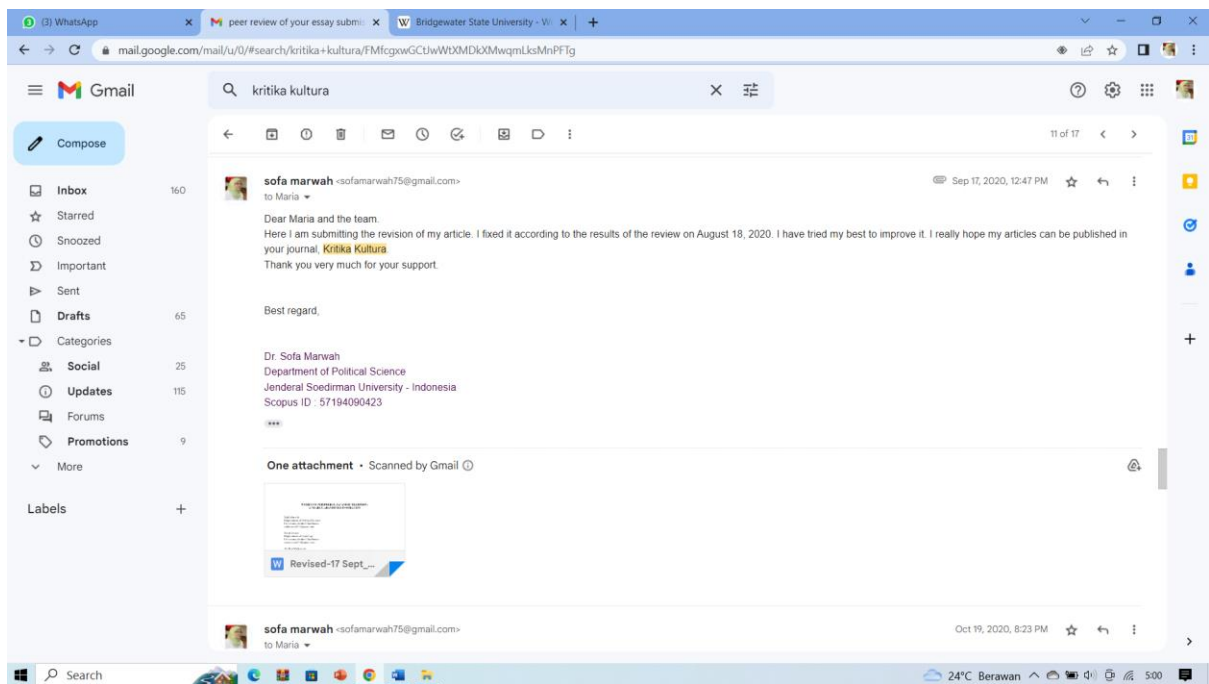 (3) WhatsApp
peer review of your essay submis
Bridgewater State University - Wi
mail.google.com/mail/u/0/#search/kritika+kultura/FMfcgxwGCtJwWtXMDkXMwqmLksMnPFTg
Gmail
kritika kultura
Compose
11 of 17
Inbox 160
Starred
Snoozed
Important
Sent
Drafts 65
Categories
Social 25
Updates 115
Forums
Promotions 9
More
Labels
sofa marwah <sofamarwah75@gmail.com>
Sep 17, 2020, 12:47 PM
to Maria
Dear Maria and the team.
Here I am submitting the revision of my article. I fixed it according to the results of the review on August 18, 2020. I have tried my best to improve it. I really hope my articles can be published in
your journal, Kritika Kultura.
Thank you very much for your support.
Best regard,
Dr. Sofa Marwah
Department of Political Science
Jenderal Soedirman University - Indonesia
Scopus ID : 57194090423
One attachment • Scanned by Gmail
W Revised-17 Sept_...
sofa marwah <sofamarwah75@gmail.com>
Oct 19, 2020, 8:23 PM
to Maria
Search
24°C Berawan
5:00